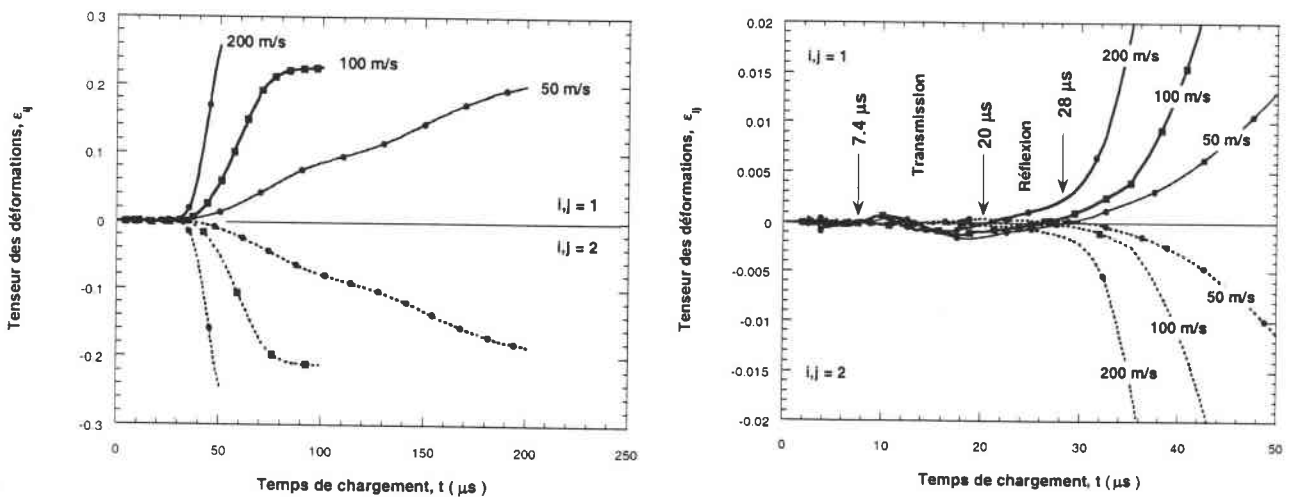 0.3
0.2
0.1
0
-0.1
-0.2
-0.3
Tenseur des déformations, εij
200 m/s
100 m/s
50 m/s
i,j = 1
i,j = 2
0
50
100
150
200
250
Temps de chargement, t ( μs )
0.02
0.015
0.01
0.005
0
-0.005
-0.01
-0.015
-0.02
Tenseur des déformations, εij
i,j = 1
7.4 μs
Transmission
20 μs
Réflexion
28 μs
200 m/s
100 m/s
50 m/s
50 m/s
100 m/s
200 m/s
i,j = 2
0
10
20
30
40
50
Temps de chargement, t ( μs )